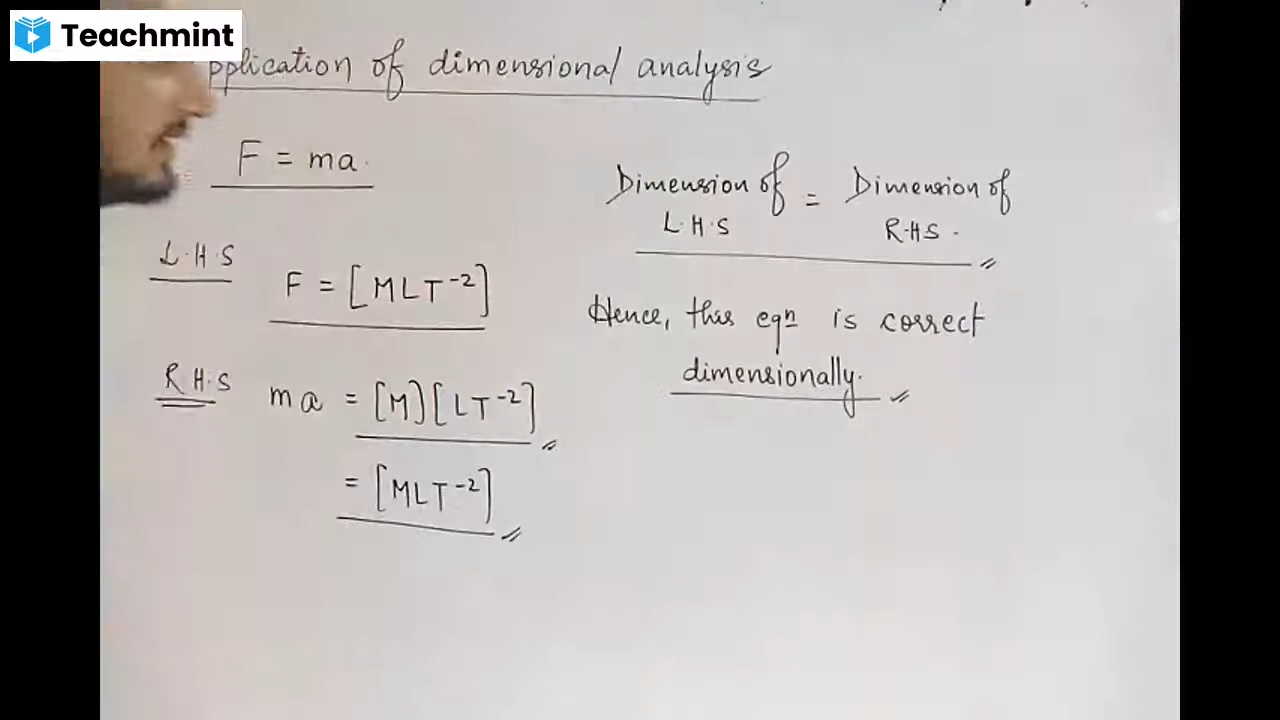 Teachmint
pplication of dimensional analysis
F = ma.
L.H.S
F = [MLT⁻²]
R.H.S
ma = [M][LT⁻²]
= [MLT⁻²]
Dimension of = Dimension of
L.H.S R.H.S.
Hence, this eqn is correct
dimensionally.